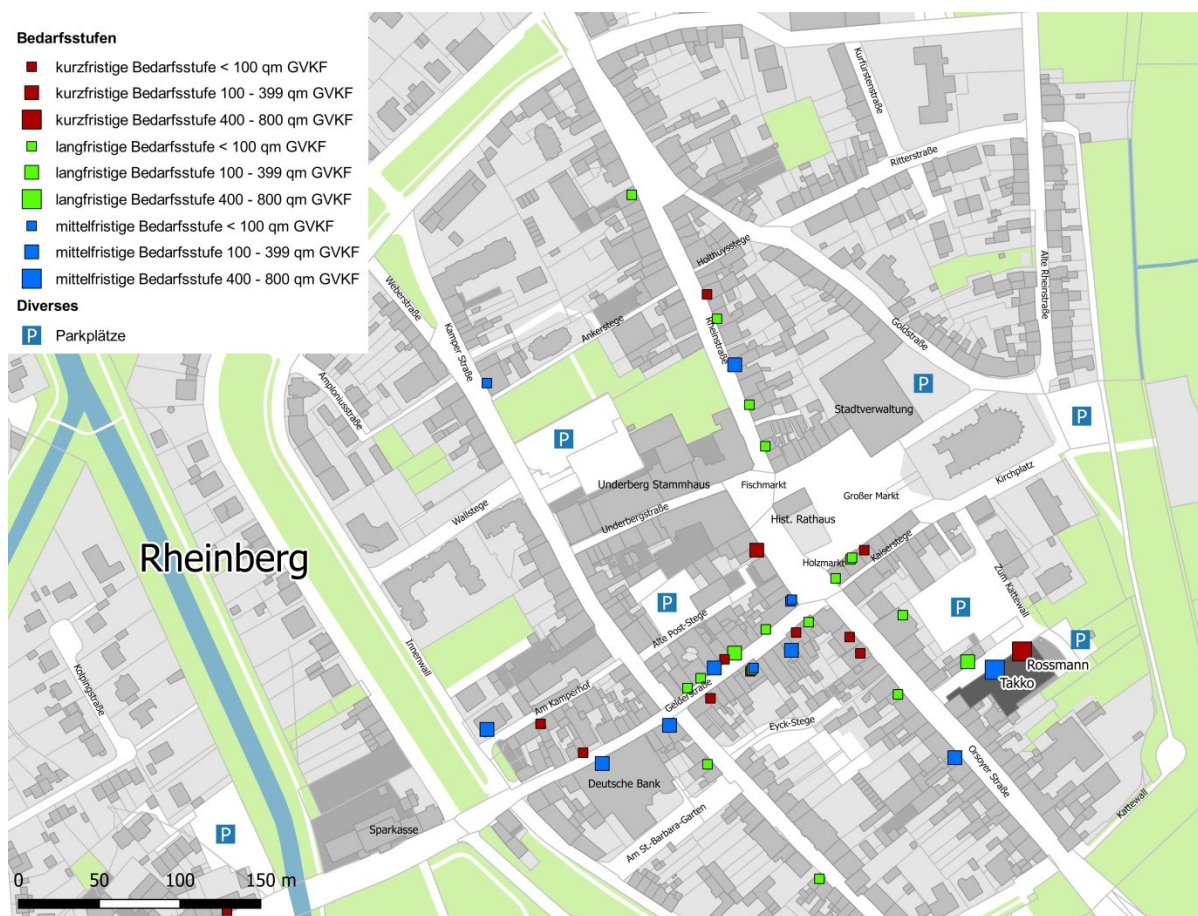 Bedarfsstufen
kurzfristige Bedarfsstufe < 100 qm GVKF
kurzfristige Bedarfsstufe 100 - 399 qm GVKF
kurzfristige Bedarfsstufe 400 - 800 qm GVKF
langfristige Bedarfsstufe < 100 qm GVKF
langfristige Bedarfsstufe 100 - 399 qm GVKF
langfristige Bedarfsstufe 400 - 800 qm GVKF
mittelfristige Bedarfsstufe < 100 qm GVKF
mittelfristige Bedarfsstufe 100 - 399 qm GVKF
mittelfristige Bedarfsstufe 400 - 800 qm GVKF
Diverses
P Parkplätze
Kurfürstenstraße
Ritterstraße
Holthuysstege
Alte Rheinstraße
Weberstraße
Kamper Straße
Ankerstege
Rheinstraße
Goldstraße
Amploniusstraße
P
Stadtverwaltung
P
P
Underberg Stammhaus
Fischmarkt
Großer Markt
Kirchplatz
Wallstege
Underbergstraße
Hist. Rathaus
Rheinberg
Holzmarkt
Kaiserstege
Zum Kattewall
P
P
Alte Post-Stege
P
Innenwall
Kolpingstraße
Rossmann
Takko
Am Kamperhof
Gelderstraße
Eyck-Stege
Orsoyer Straße
Deutsche Bank
Kattewall
Sparkasse
P
Am St.-Barbara-Garten
0 50 100 150 m